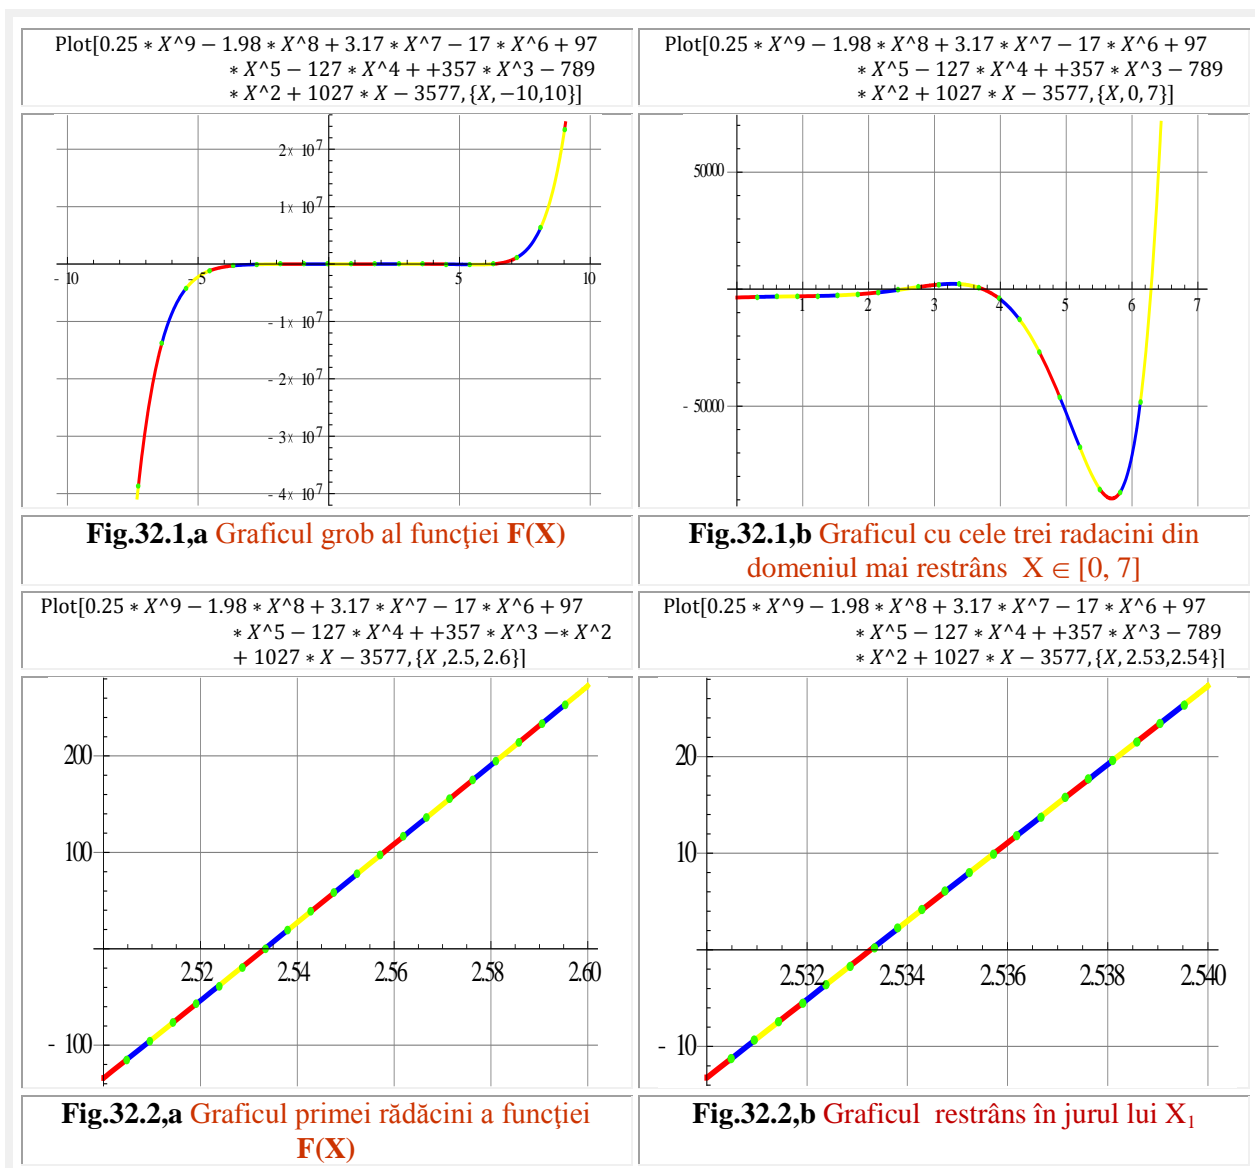 Plot[0.25 * X^9 − 1.98 * X^8 + 3.17 * X^7 − 17 * X^6 + 97
* X^5 − 127 * X^4 + +357 * X^3 − 789
* X^2 + 1027 * X − 3577, {X, −10,10}]
Plot[0.25 * X^9 − 1.98 * X^8 + 3.17 * X^7 − 17 * X^6 + 97
* X^5 − 127 * X^4 + +357 * X^3 − 789
* X^2 + 1027 * X − 3577, {X, 0,7}]
2× 10^7
1× 10^7
- 10 - 5 5 10
- 1× 10^7
- 2× 10^7
- 3× 10^7
- 4× 10^7
50000
1 2 3 4 5 6 7
- 50000
Fig.32.1,a Graficul grob al funcţiei F(X)
Fig.32.1,b Graficul cu cele trei radacini din
domeniul mai restrâns X ∈ [0, 7]
Plot[0.25 * X^9 − 1.98 * X^8 + 3.17 * X^7 − 17 * X^6 + 97
* X^5 − 127 * X^4 + +357 * X^3 −* X^2
+ 1027 * X − 3577, {X ,2.5, 2.6}]
Plot[0.25 * X^9 − 1.98 * X^8 + 3.17 * X^7 − 17 * X^6 + 97
* X^5 − 127 * X^4 + +357 * X^3 − 789
* X^2 + 1027 * X − 3577, {X, 2.53,2.54}]
200
100
2.52 2.54 2.56 2.58 2.60
- 100
20
10
2.532 2.534 2.536 2.538 2.540
- 10
Fig.32.2,a Graficul primei rădăcini a funcţiei
F(X)
Fig.32.2,b Graficul restrâns în jurul lui X₁